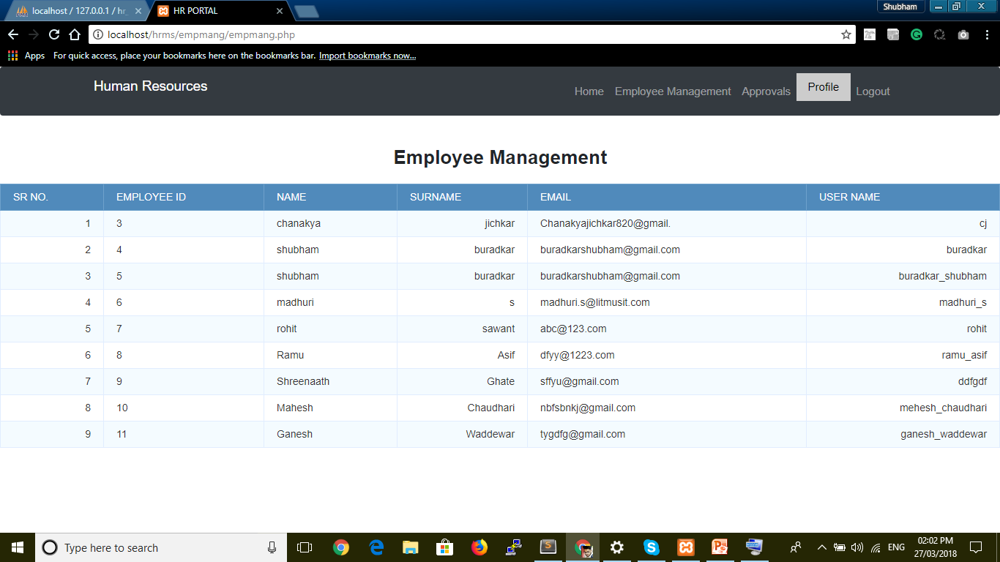 localhost / 127.0.0.1 / hr_
HR PORTAL
Shubham
localhost/hrms/empmang/empmang.php
Apps For quick access, place your bookmarks here on the bookmarks bar. Import bookmarks now...
Human Resources
Home Employee Management Approvals Profile Logout
Employee Management
SR NO. EMPLOYEE ID NAME SURNAME EMAIL USER NAME
1 3 chanakya jichkar Chanakyajichkar820@gmail. cj
2 4 shubham buradkar buradkarshubham@gmail.com buradkar
3 5 shubham buradkar buradkarshubham@gmail.com buradkar_shubham
4 6 madhuri s madhuri.s@litmusit.com madhuri_s
5 7 rohit sawant abc@123.com rohit
6 8 Ramu Asif dfyy@1223.com ramu_asif
7 9 Shreenaath Ghate sffyu@gmail.com ddfgdf
8 10 Mahesh Chaudhari nbfsbnkj@gmail.com mehesh_chaudhari
9 11 Ganesh Waddewar tygdfg@gmail.com ganesh_waddewar
Type here to search
ENG
02:02 PM
27/03/2018